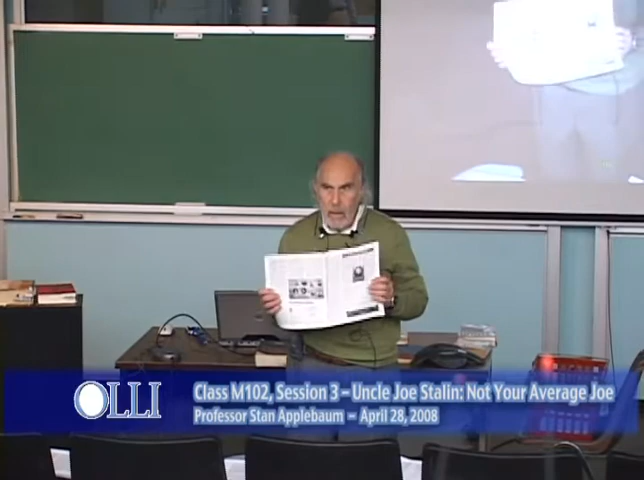 OLLI
Class M102, Session 3 – Uncle Joe Stalin: Not Your Average Joe
Professor Stan Applebaum – April 28, 2008